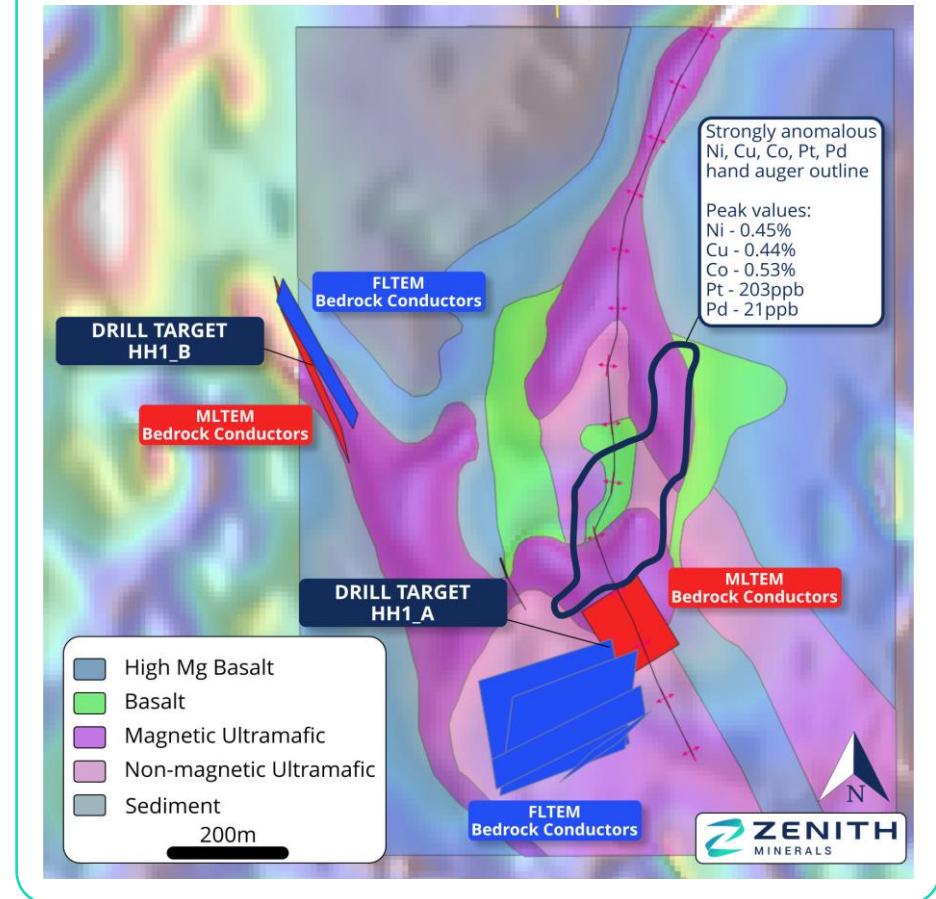 Strongly anomalous
Ni, Cu, Co, Pt, Pd
hand auger outline
Peak values:
Ni - 0.45%
Cu - 0.44%
Co - 0.53%
Pt - 203ppb
Pd - 21ppb
FLTEM
Bedrock Conductors
DRILL TARGET
HH1_B
MLTEM
Bedrock Conductors
DRILL TARGET
HH1_A
MLTEM
Bedrock Conductors
FLTEM
Bedrock Conductors
High Mg Basalt
Basalt
Magnetic Ultramafic
Non-magnetic Ultramafic
Sediment
200m
N
ZENITH
MINERALS